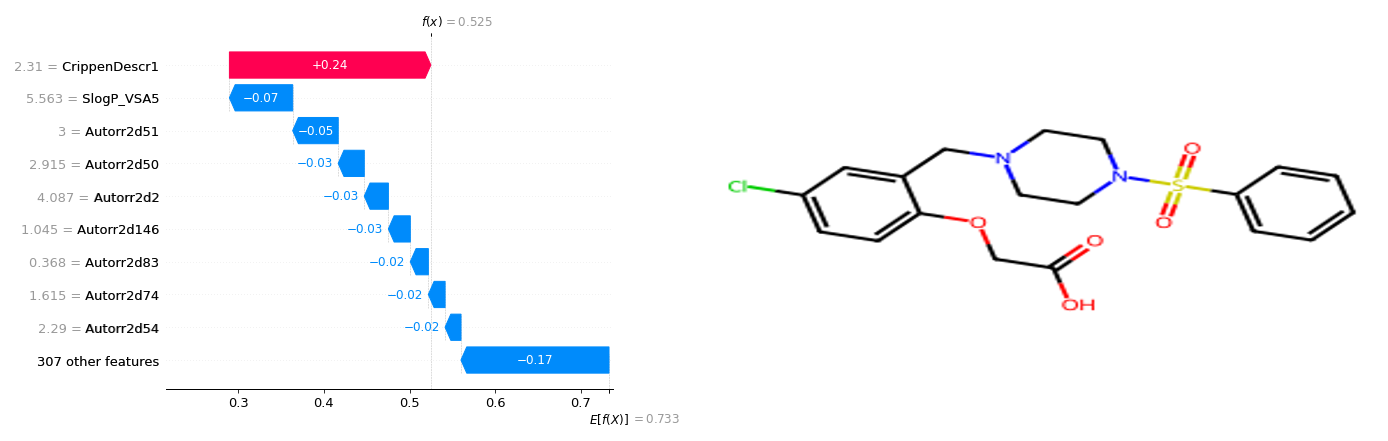 f(x) = 0.525
2.31 = CrippenDescr1
+0.24
5.563 = SlogP_VSA5
−0.07
3 = Autorr2d51
−0.05
2.915 = Autorr2d50
−0.03
4.087 = Autorr2d2
−0.03
1.045 = Autorr2d146
−0.03
0.368 = Autorr2d83
−0.02
1.615 = Autorr2d74
−0.02
2.29 = Autorr2d54
−0.02
307 other features
−0.17
0.3 0.4 0.5 0.6 0.7
E[f(X)] = 0.733
Cl
N
N
S
O
O
O
O
OH